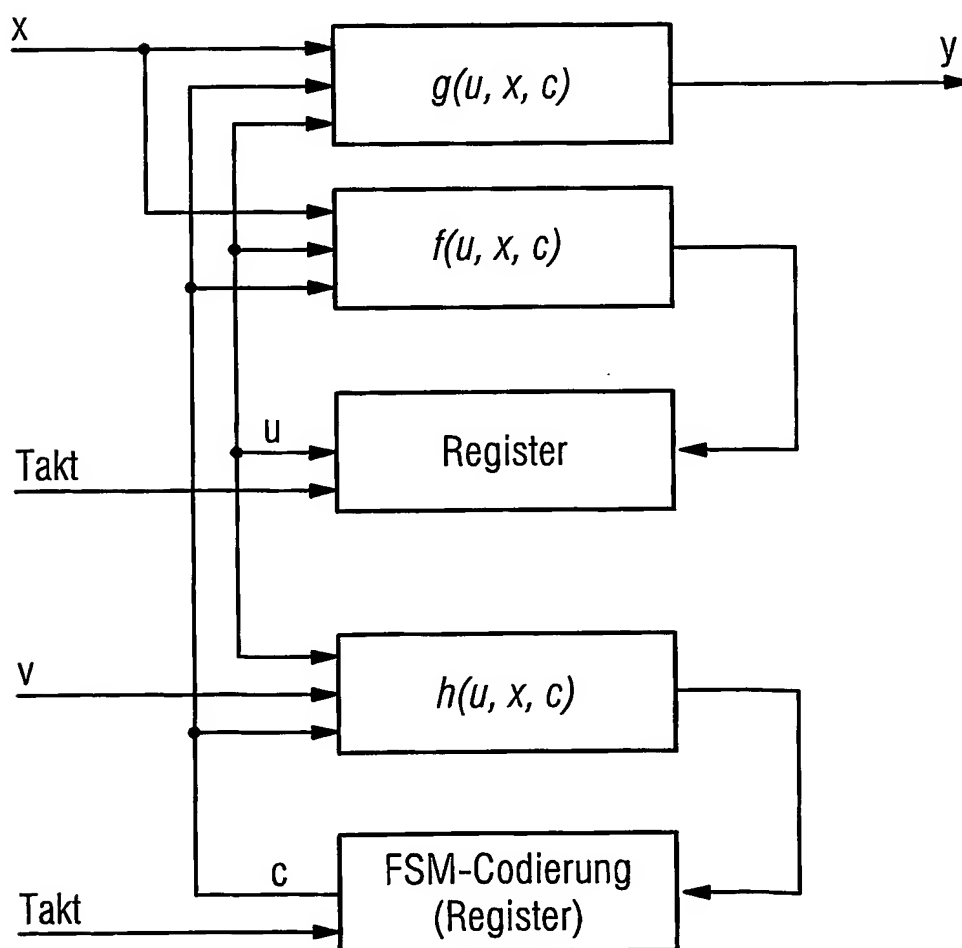 x
g(u, x, c)
y
f(u, x, c)
u
Register
Takt
v
h(u, x, c)
c
FSM-Codierung
(Register)
Takt